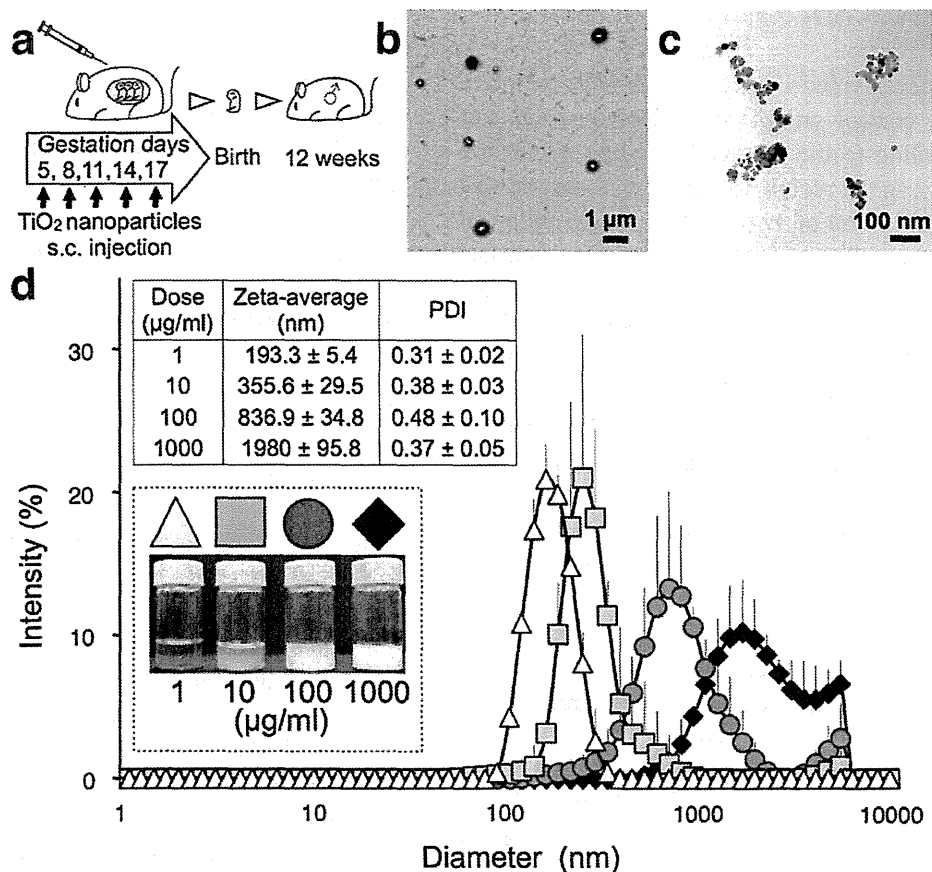 a
Gestation days
5, 8,11,14,17
Birth
12 weeks
TiO2 nanoparticles
s.c. injection
b
1 µm
c
100 nm
d
Dose (µg/ml) Zeta-average (nm) PDI
1 193.3 ± 5.4 0.31 ± 0.02
10 355.6 ± 29.5 0.38 ± 0.03
100 836.9 ± 34.8 0.48 ± 0.10
1000 1980 ± 95.8 0.37 ± 0.05
1 10 100 1000
(µg/ml)
Intensity (%)
30
20
10
0
1 10 100 1000 10000
Diameter (nm)